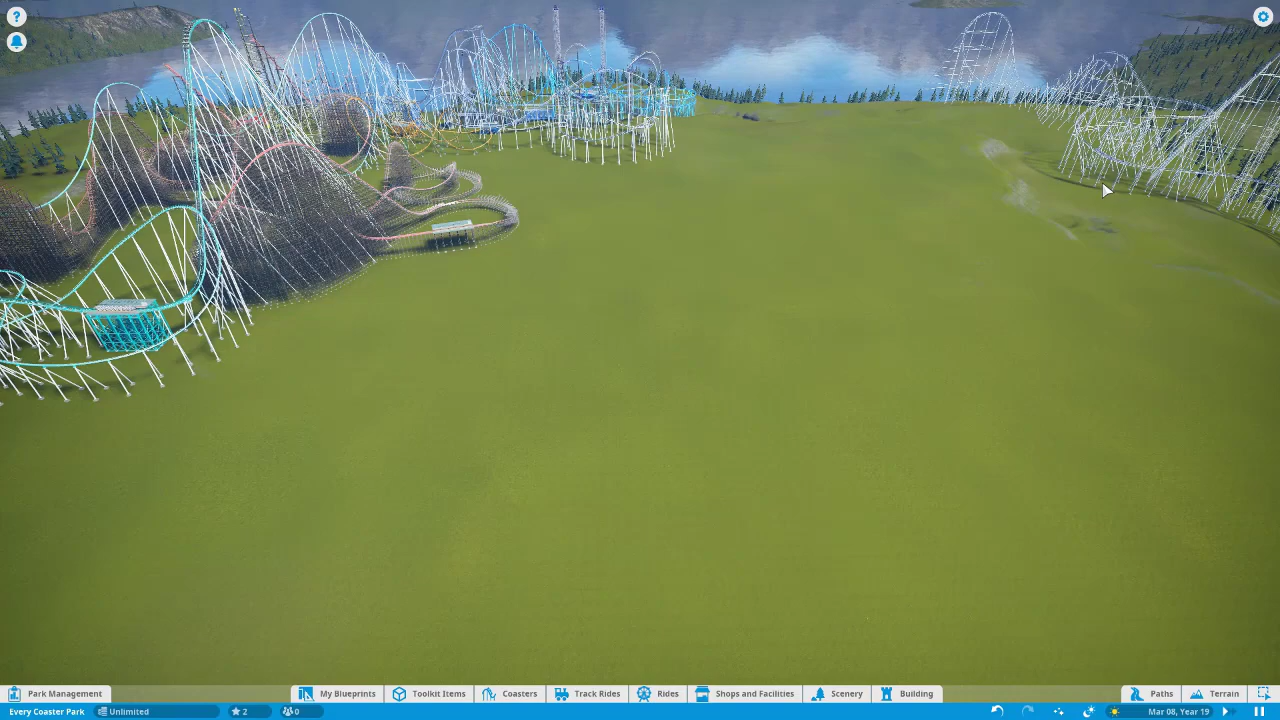 ?
Park Management
My Blueprints
Toolkit Items
Coasters
Track Rides
Rides
Shops and Facilities
Scenery
Building
Paths
Terrain
Every Coaster Park
Unlimited
2
0
Mar 08, Year 19